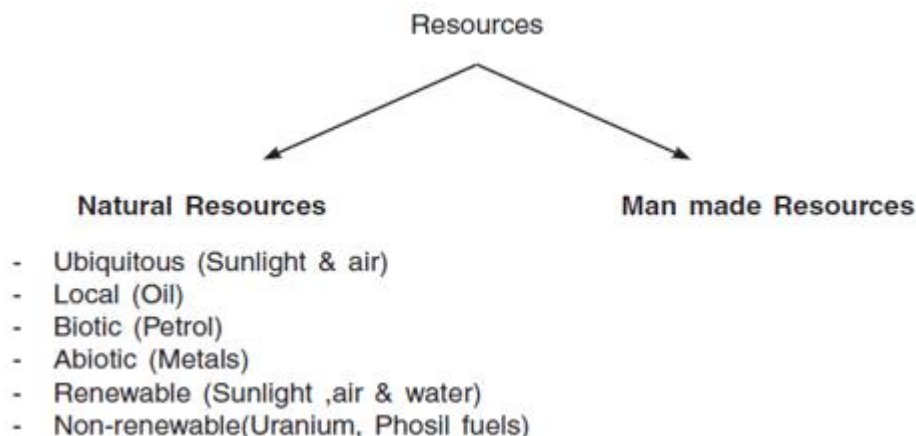 Resources
Natural Resources
Man made Resources
- Ubiquitous (Sunlight & air)
- Local (Oil)
- Biotic (Petrol)
- Abiotic (Metals)
- Renewable (Sunlight ,air & water)
- Non-renewable(Uranium, Phosil fuels)